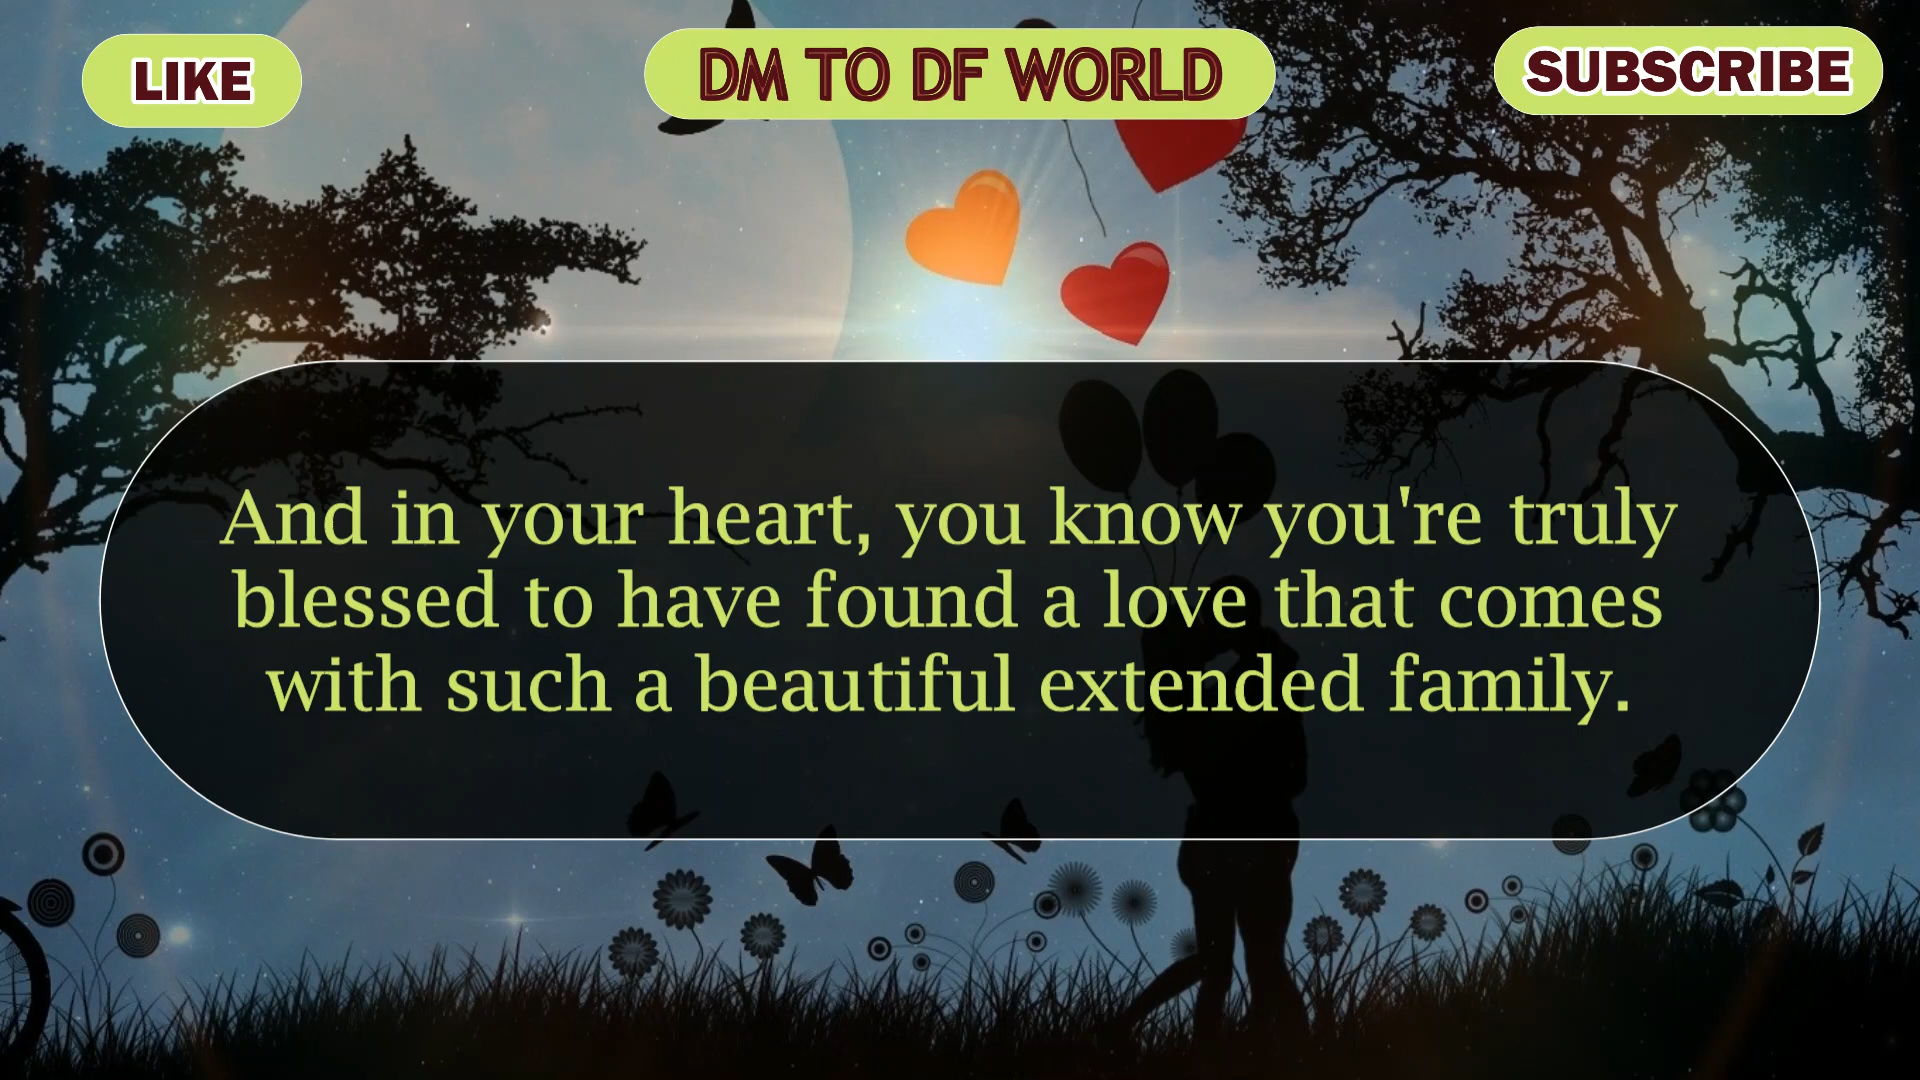 LIKE
DM TO DF WORLD
SUBSCRIBE
And in your heart, you know you're truly
blessed to have found a love that comes
with such a beautiful extended family.